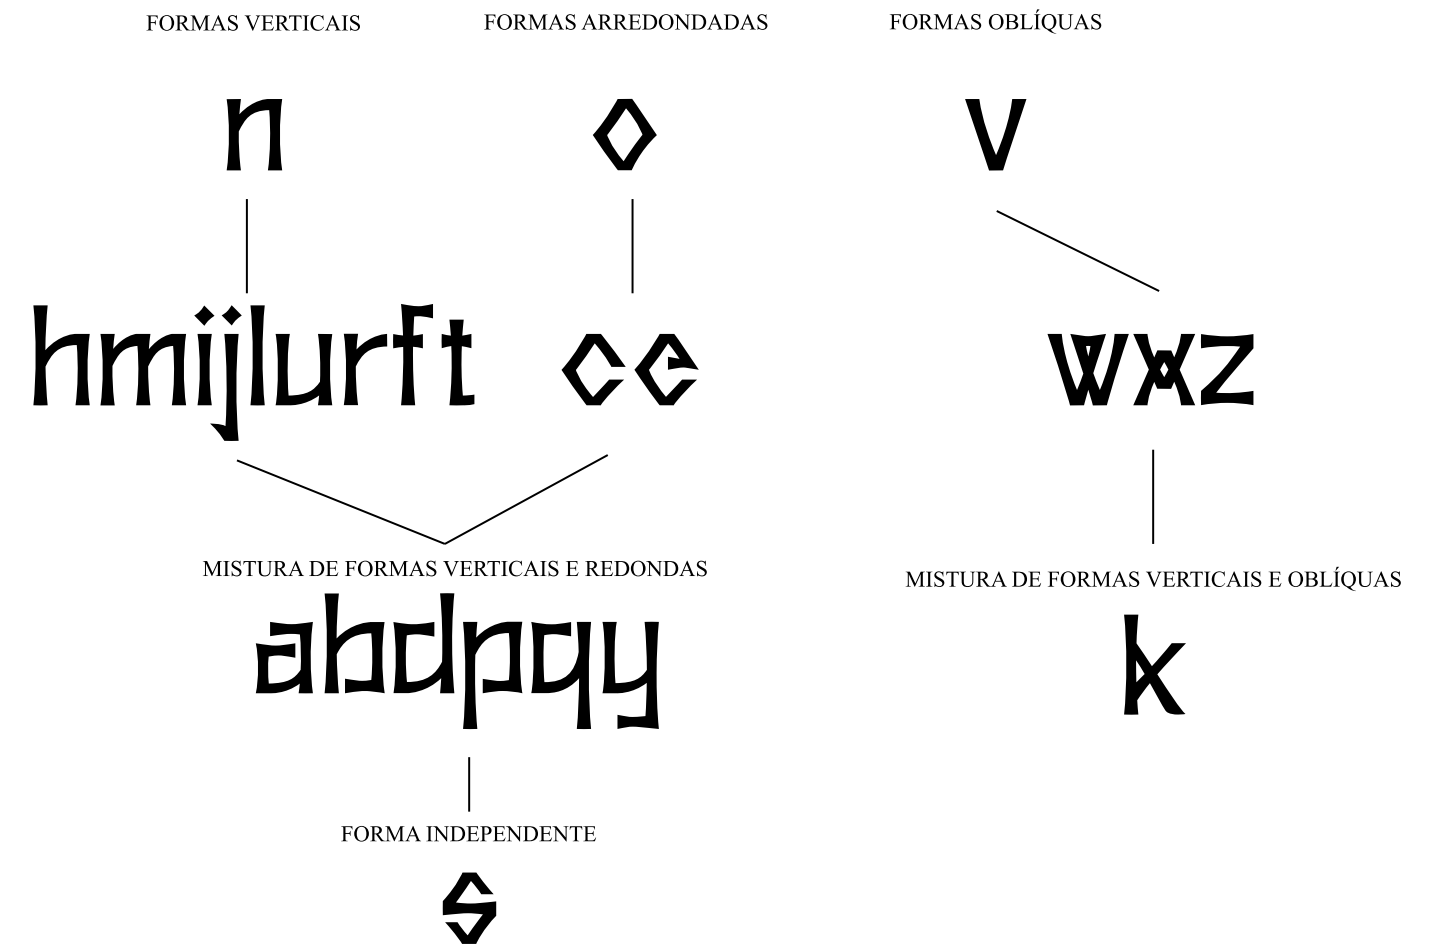 FORMAS VERTICAIS
FORMAS ARREDONDADAS
FORMAS OBLÍQUAS
n
o
v
hmijlurft
ce
wxz
MISTURA DE FORMAS VERTICAIS E REDONDAS
MISTURA DE FORMAS VERTICAIS E OBLÍQUAS
abdpqy
k
FORMA INDEPENDENTE
s